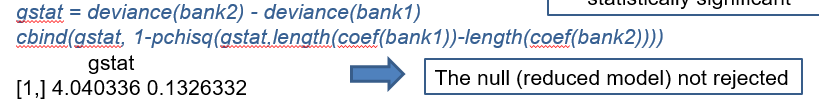 statistically significant
gstat = deviance(bank2) - deviance(bank1)
cbind(gstat, 1-pchisq(gstat,length(coef(bank1))-length(coef(bank2))))
gstat
[1,] 4.040336 0.1326332
The null (reduced model) not rejected